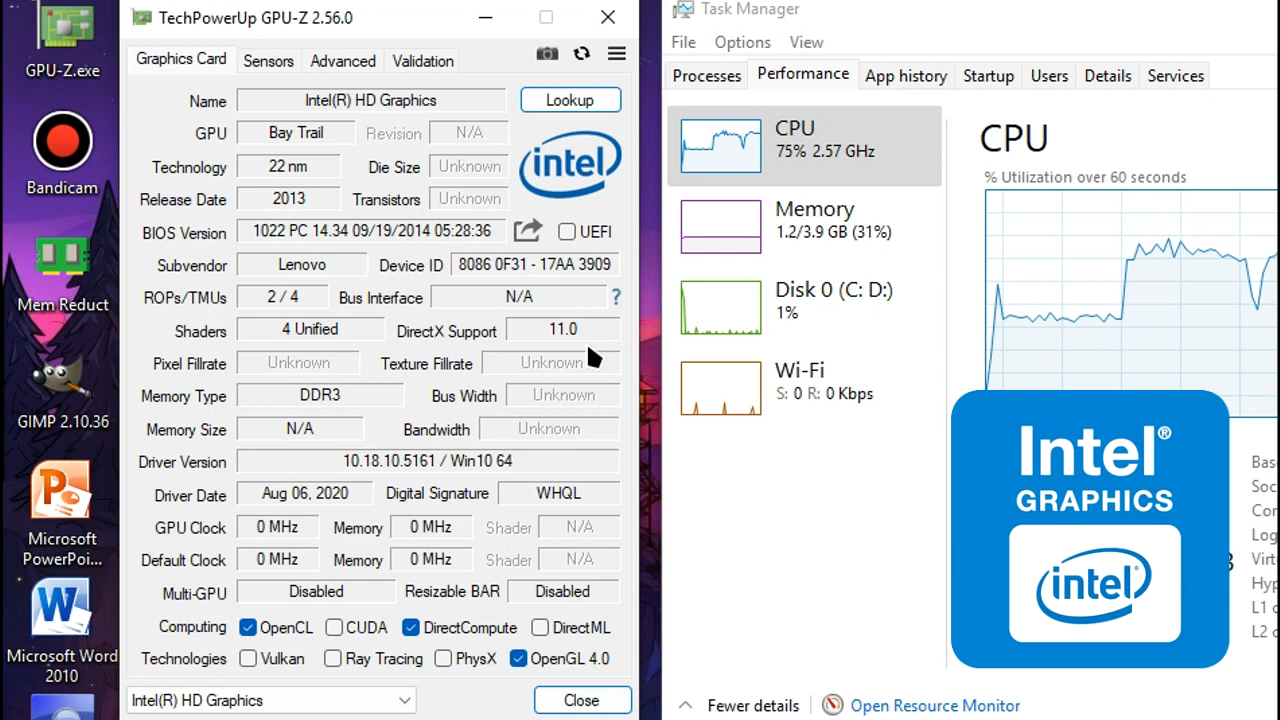 GPU-Z.exe
Bandicam
Mem Reduct
GIMP 2.10.36
Microsoft
PowerPoi...
Microsoft Word
2010
TechPowerUp GPU-Z 2.56.0
Graphics Card Sensors Advanced Validation
Name Intel(R) HD Graphics Lookup
GPU Bay Trail Revision N/A
intel
Technology 22 nm Die Size Unknown
Release Date 2013 Transistors Unknown
BIOS Version 1022 PC 14.34 09/19/2014 05:28:36 UEFI
Subvendor Lenovo Device ID 8086 0F31 - 17AA 3909
ROPs/TMUs 2 / 4 Bus Interface N/A ?
Shaders 4 Unified DirectX Support 11.0
Pixel Fillrate Unknown Texture Fillrate Unknown
Memory Type DDR3 Bus Width Unknown
Memory Size N/A Bandwidth Unknown
Driver Version 10.18.10.5161 / Win10 64
Driver Date Aug 06, 2020 Digital Signature WHQL
GPU Clock 0 MHz Memory 0 MHz Shader N/A
Default Clock 0 MHz Memory 0 MHz Shader N/A
Multi-GPU Disabled Resizable BAR Disabled
Computing OpenCL CUDA DirectCompute DirectML
Technologies Vulkan Ray Tracing PhysX OpenGL 4.0
Intel(R) HD Graphics Close
Task Manager
File Options View
Processes Performance App history Startup Users Details Services
CPU
75% 2.57 GHz
Memory
1.2/3.9 GB (31%)
Disk 0 (C: D:)
1%
Wi-Fi
S: 0 R: 0 Kbps
CPU
% Utilization over 60 seconds
Intel®
GRAPHICS
intel
Bas
Soc
Cor
Log
Virt
Hyp
L1 c
L2 c
Fewer details Open Resource Monitor